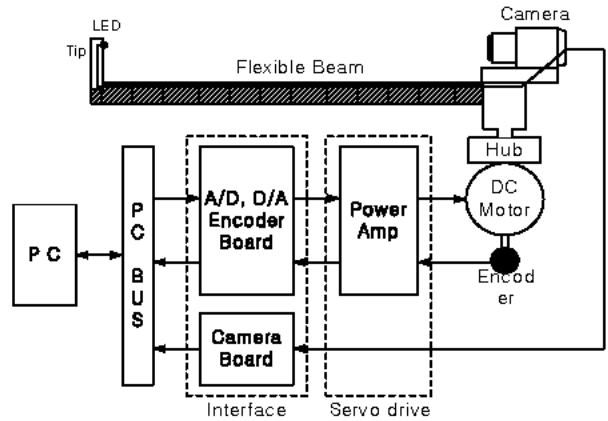 Camera
LED
Tip
Flexible Beam
Hub
DC
Motor
A/D, D/A
Encoder
Board
Power
Amp
P
C
B
U
S
PC
Encod
er
Camera
Board
Interface
Servo drive